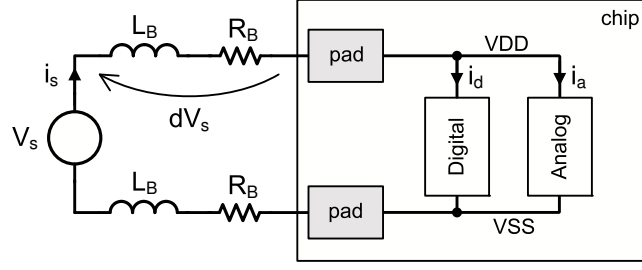 chip
L_B R_B
pad
VDD
i_s
i_d
i_a
dV_s
V_s
Digital
Analog
L_B R_B
pad
VSS